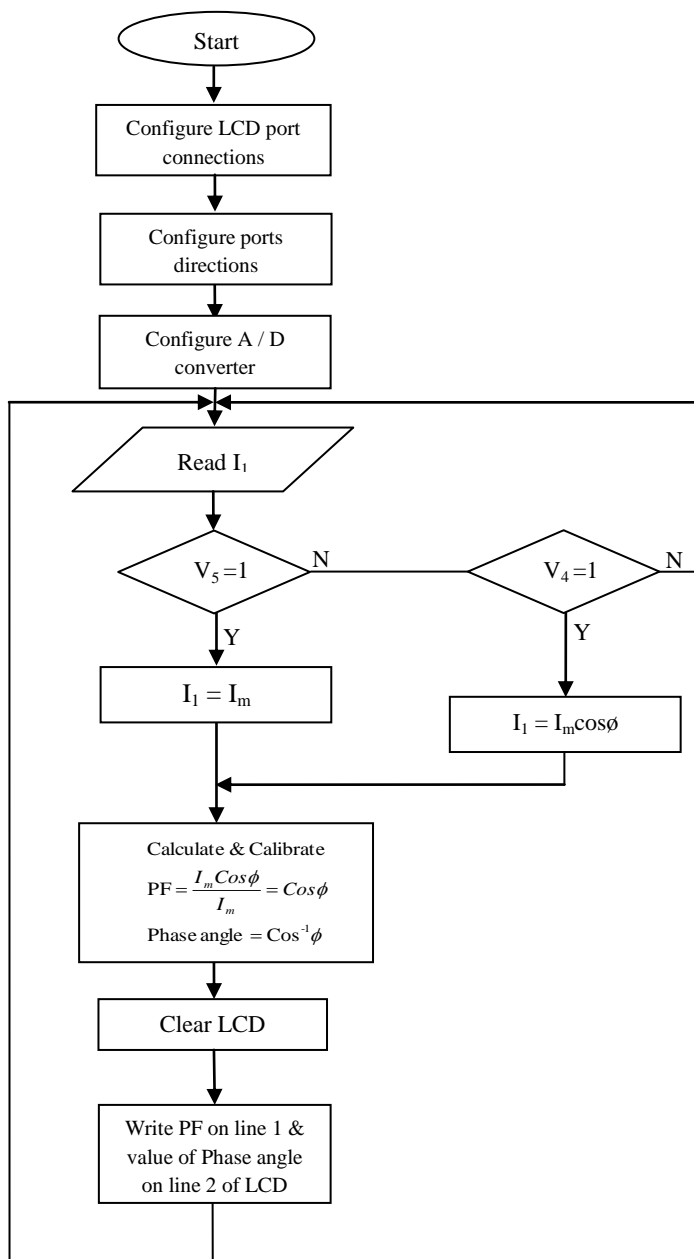 Start
Configure LCD port
connections
Configure ports
directions
Configure A / D
converter
Read I₁
V₅ =1
N
V₄ =1
N
Y
Y
I₁ = Iₘ
I₁ = Iₘcosø
Calculate & Calibrate
PF = IₘCosϕ / Iₘ = Cosϕ
Phase angle = Cos⁻¹ϕ
Clear LCD
Write PF on line 1 &
value of Phase angle
on line 2 of LCD